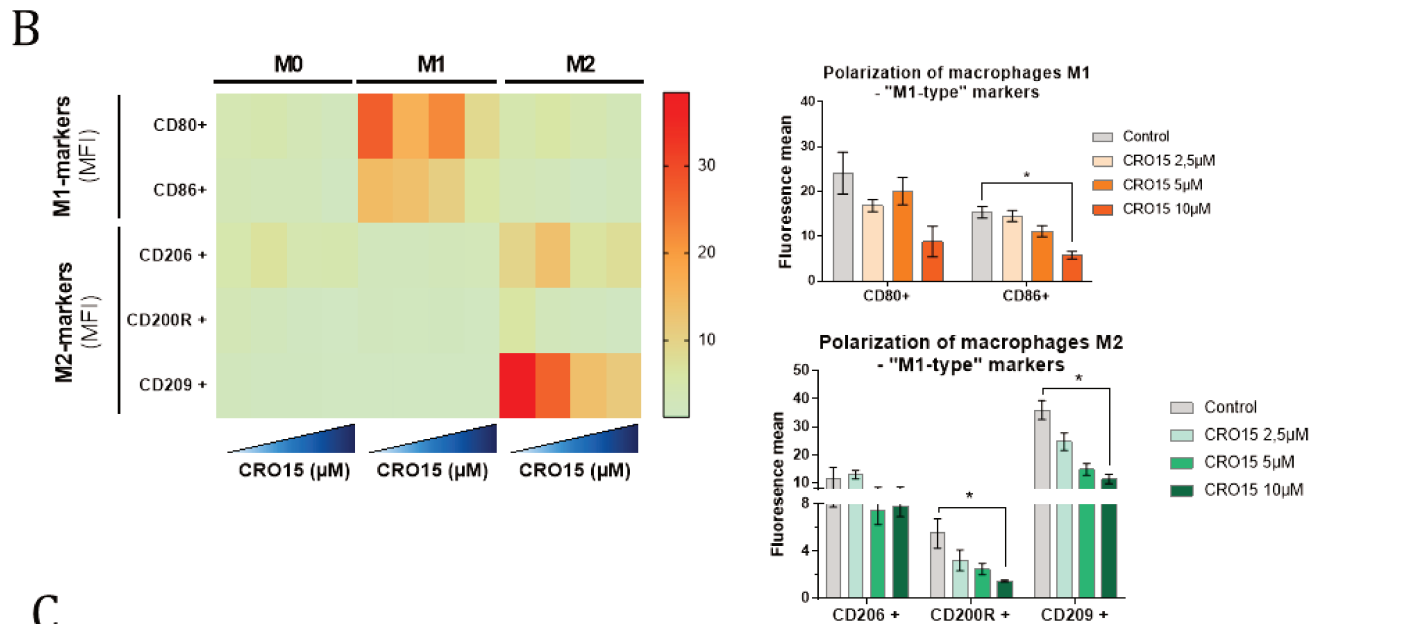 B
M0
M1
M2
M1-markers
(MFI)
CD80+
CD86+
M2-markers
(MFI)
CD206 +
CD200R +
CD209 +
CRO15 (µM)
CRO15 (µM)
CRO15 (µM)
30
20
10
Polarization of macrophages M1
- "M1-type" markers
Fluoresence mean
40
30
20
10
0
CD80+
CD86+
*
Control
CRO15 2,5µM
CRO15 5µM
CRO15 10µM
Polarization of macrophages M2
- "M1-type" markers
Fluoresence mean
50
40
30
20
10
8
4
0
*
*
CD206 +
CD200R +
CD209 +
Control
CRO15 2,5µM
CRO15 5µM
CRO15 10µM
C